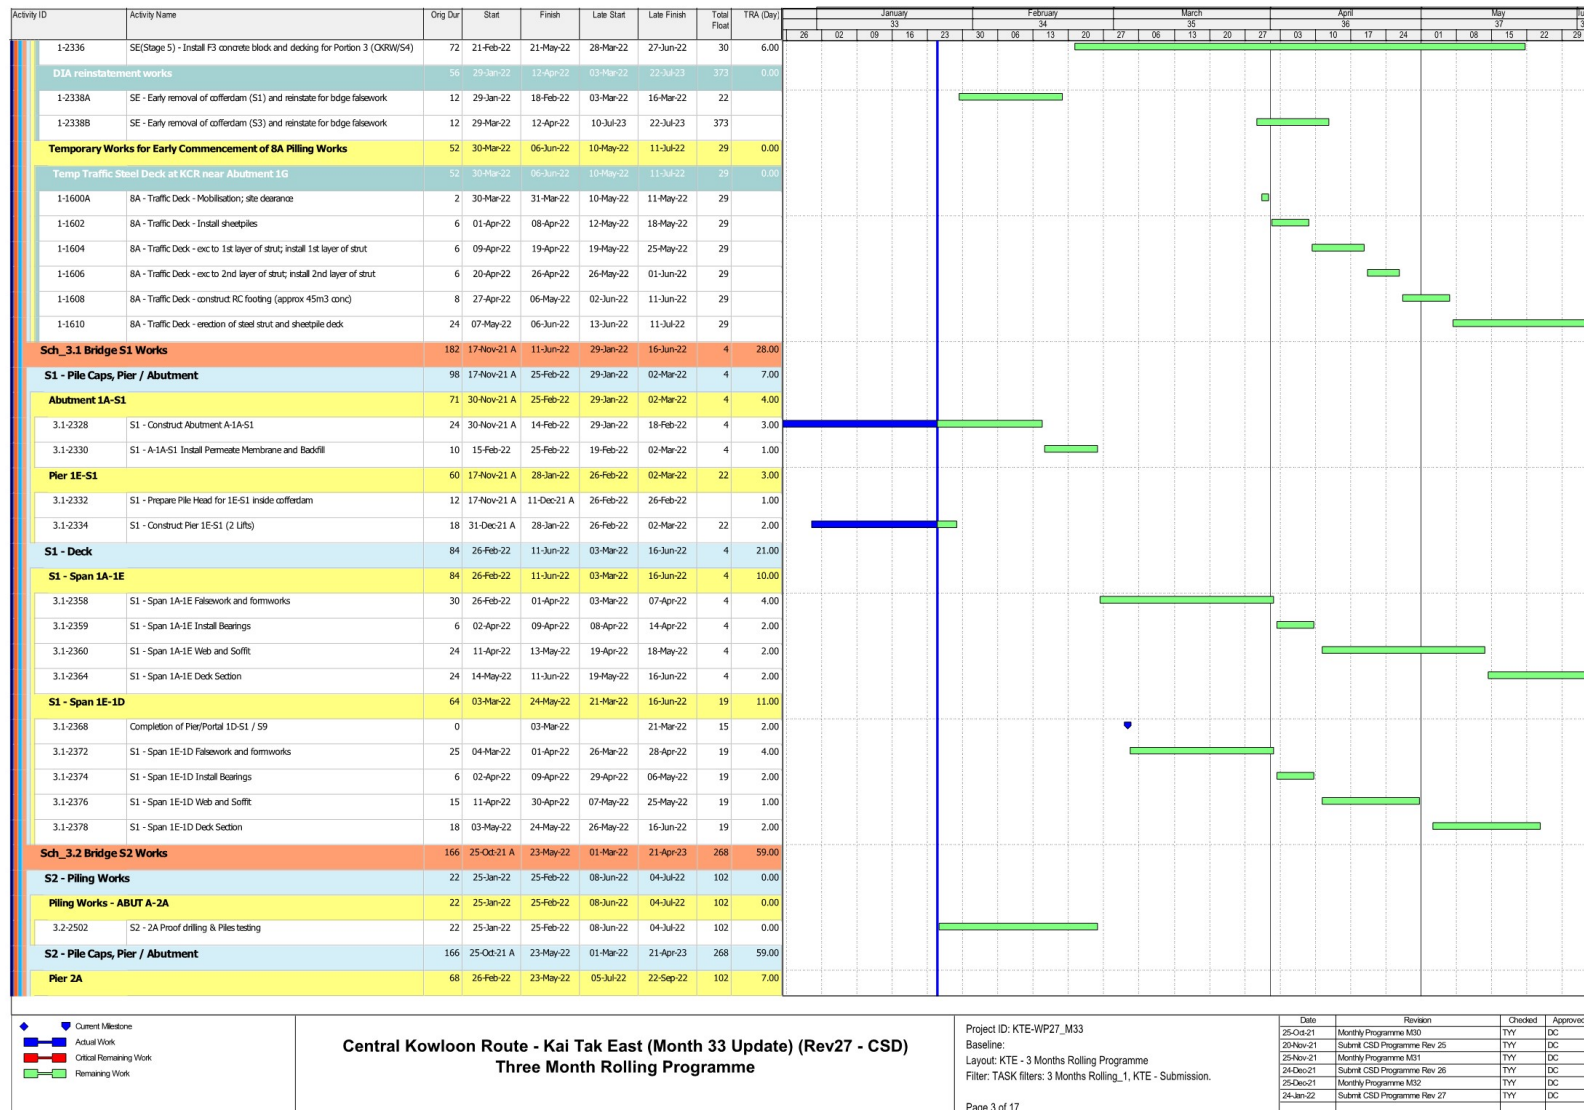 Activity ID Activity Name Orig Dur Start Finish Late Start Late Finish Total Float TRA (Day) January February March April May
33 34 35 36 37
26 02 09 16 23 30 06 13 20 27 06 13 20 27 03 10 17 24 01 08 15 22 29
1-2336 SE(Stage 5) - Install F3 concrete block and decking for Portion 3 (CKRW/S4) 72 21-Feb-22 21-May-22 28-Mar-22 27-Jun-22 30 6.00
DIA reinstatement works 56 29-Jan-22 12-Apr-22 03-Mar-22 22-Jul-23 373 0.00
1-2338A SE - Early removal of cofferdam (S1) and reinstate for bdge falsework 12 29-Jan-22 18-Feb-22 03-Mar-22 16-Mar-22 22
1-2338B SE - Early removal of cofferdam (S3) and reinstate for bdge falsework 12 29-Mar-22 12-Apr-22 10-Jul-23 22-Jul-23 373
Temporary Works for Early Commencement of 8A Pilling Works 52 30-Mar-22 06-Jun-22 10-May-22 11-Jul-22 29 0.00
Temp Traffic Steel Deck at KCR near Abutment 1G 52 30-Mar-22 06-Jun-22 10-May-22 11-Jul-22 29 0.00
1-1600A 8A - Traffic Deck - Mobilisation; site clearance 2 30-Mar-22 31-Mar-22 10-May-22 11-May-22 29
1-1602 8A - Traffic Deck - Install sheetpiles 6 01-Apr-22 08-Apr-22 12-May-22 18-May-22 29
1-1604 8A - Traffic Deck - exc to 1st layer of strut; install 1st layer of strut 6 09-Apr-22 19-Apr-22 19-May-22 25-May-22 29
1-1606 8A - Traffic Deck - exc to 2nd layer of strut; install 2nd layer of strut 6 20-Apr-22 26-Apr-22 26-May-22 01-Jun-22 29
1-1608 8A - Traffic Deck - construct RC footing (approx 45m3 conc) 8 27-Apr-22 06-May-22 02-Jun-22 11-Jun-22 29
1-1610 8A - Traffic Deck - erection of steel strut and sheetpile deck 24 07-May-22 06-Jun-22 13-Jun-22 11-Jul-22 29
Sch_3.1 Bridge S1 Works 182 17-Nov-21 A 11-Jun-22 29-Jan-22 16-Jun-22 4 28.00
S1 - Pile Caps, Pier / Abutment 98 17-Nov-21 A 25-Feb-22 29-Jan-22 02-Mar-22 4 7.00
Abutment 1A-S1 71 30-Nov-21 A 25-Feb-22 29-Jan-22 02-Mar-22 4 4.00
3.1-2328 S1 - Construct Abutment A-1A-S1 24 30-Nov-21 A 14-Feb-22 29-Jan-22 18-Feb-22 4 3.00
3.1-2330 S1 - A-1A-S1 Install Permeate Membrane and Backfill 10 15-Feb-22 25-Feb-22 19-Feb-22 02-Mar-22 4 1.00
Pier 1E-S1 60 17-Nov-21 A 28-Jan-22 26-Feb-22 02-Mar-22 22 3.00
3.1-2332 S1 - Prepare Pile Head for 1E-S1 inside cofferdam 12 17-Nov-21 A 11-Dec-21 A 26-Feb-22 26-Feb-22 1.00
3.1-2334 S1 - Construct Pier 1E-S1 (2 Lifts) 18 31-Dec-21 A 28-Jan-22 26-Feb-22 02-Mar-22 22 2.00
S1 - Deck 84 26-Feb-22 11-Jun-22 03-Mar-22 16-Jun-22 4 21.00
S1 - Span 1A-1E 84 26-Feb-22 11-Jun-22 03-Mar-22 16-Jun-22 4 10.00
3.1-2358 S1 - Span 1A-1E Falsework and formworks 30 26-Feb-22 01-Apr-22 03-Mar-22 07-Apr-22 4 4.00
3.1-2359 S1 - Span 1A-1E Install Bearings 6 02-Apr-22 09-Apr-22 08-Apr-22 14-Apr-22 4 2.00
3.1-2360 S1 - Span 1A-1E Web and Soffit 24 11-Apr-22 13-May-22 19-Apr-22 18-May-22 4 2.00
3.1-2364 S1 - Span 1A-1E Deck Section 24 14-May-22 11-Jun-22 19-May-22 16-Jun-22 4 2.00
S1 - Span 1E-1D 64 03-Mar-22 24-May-22 21-Mar-22 16-Jun-22 19 11.00
3.1-2368 Completion of Pier/Portal 1D-S1 / S9 0 03-Mar-22 21-Mar-22 15 2.00
3.1-2372 S1 - Span 1E-1D Falsework and formworks 25 04-Mar-22 01-Apr-22 26-Mar-22 28-Apr-22 19 4.00
3.1-2374 S1 - Span 1E-1D Install Bearings 6 02-Apr-22 09-Apr-22 29-Apr-22 06-May-22 19 2.00
3.1-2376 S1 - Span 1E-1D Web and Soffit 15 11-Apr-22 30-Apr-22 07-May-22 25-May-22 19 1.00
3.1-2378 S1 - Span 1E-1D Deck Section 18 03-May-22 24-May-22 26-May-22 16-Jun-22 19 2.00
Sch_3.2 Bridge S2 Works 166 25-Oct-21 A 23-May-22 01-Mar-22 21-Apr-23 268 59.00
S2 - Piling Works 22 25-Jan-22 25-Feb-22 08-Jun-22 04-Jul-22 102 0.00
Piling Works - ABUT A-2A 22 25-Jan-22 25-Feb-22 08-Jun-22 04-Jul-22 102 0.00
3.2-2502 S2 - 2A Proof drilling & Piles testing 22 25-Jan-22 25-Feb-22 08-Jun-22 04-Jul-22 102 0.00
S2 - Pile Caps, Pier / Abutment 166 25-Oct-21 A 23-May-22 01-Mar-22 21-Apr-23 268 59.00
Pier 2A 68 26-Feb-22 23-May-22 05-Jul-22 22-Sep-22 102 7.00
Current Milestone
Actual Work
Critical Remaining Work
Remaining Work
Central Kowloon Route - Kai Tak East (Month 33 Update) (Rev27 - CSD)
Three Month Rolling Programme
Project ID: KTE-WP27_M33
Baseline:
Layout: KTE - 3 Months Rolling Programme
Filter: TASK filters: 3 Months Rolling_1, KTE - Submission.
Page 3 of 17
Date Revision Checked Approved
25-Oct-21 Monthly Programme M30 TYY DC
20-Nov-21 Submit CSD Programme Rev 25 TYY DC
25-Nov-21 Monthly Programme M31 TYY DC
24-Dec-21 Submit CSD Programme Rev 26 TYY DC
25-Dec-21 Monthly Programme M32 TYY DC
24-Jan-22 Submit CSD Programme Rev 27 TYY DC